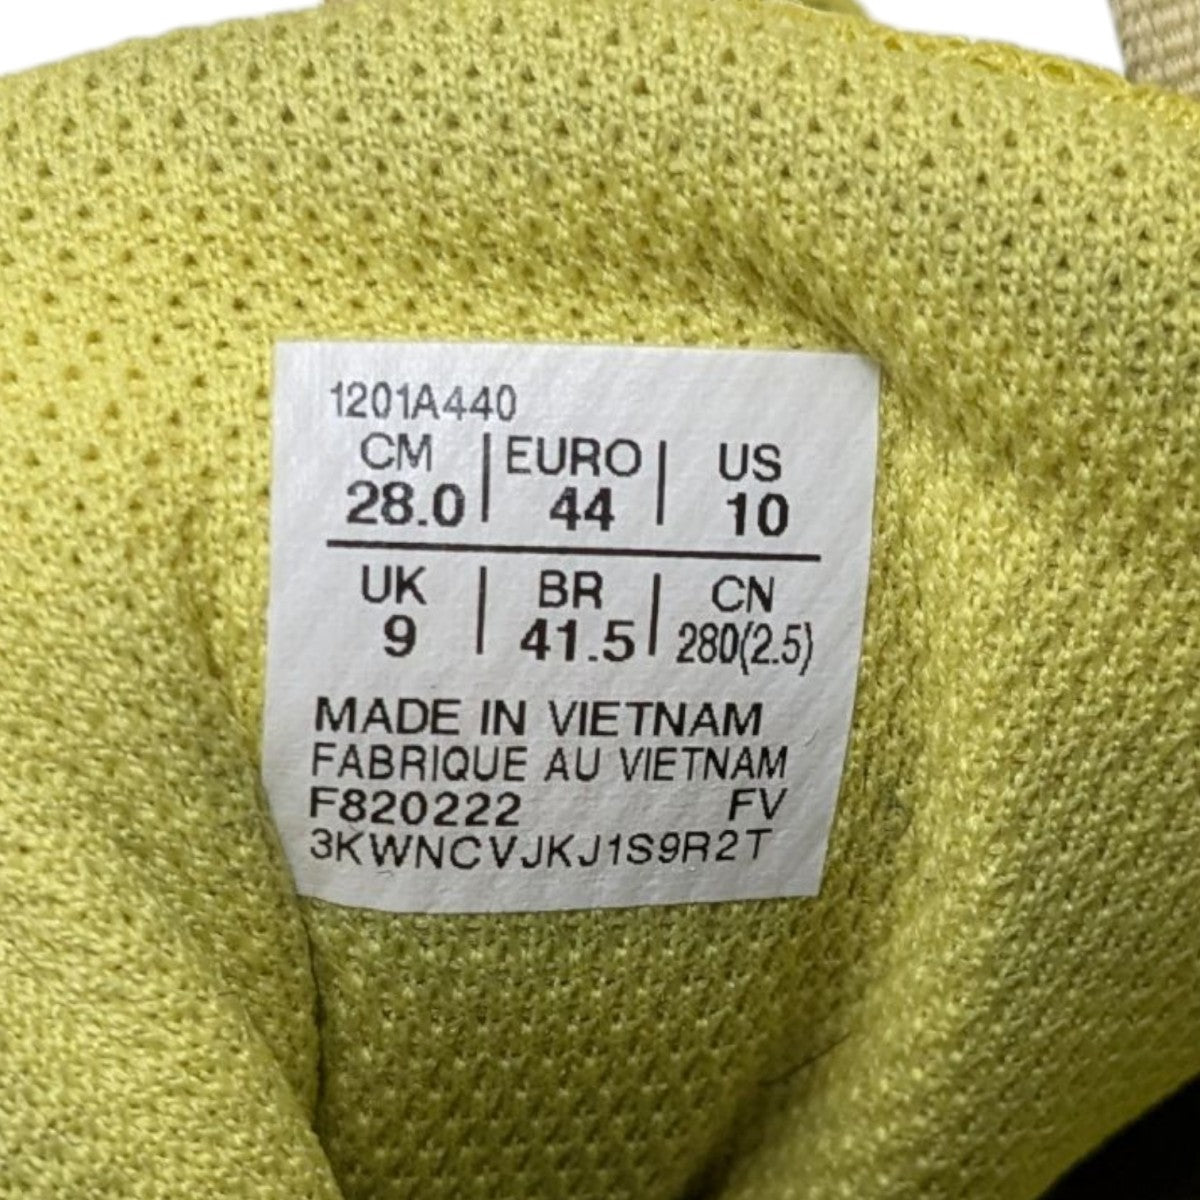 1201A440
CM | EURO | US
28.0 | 44 | 10
UK | BR | CN
9 | 41.5 | 280(2.5)
MADE IN VIETNAM
FABRIQUE AU VIETNAM
F820222 FV
3KWNCVJKJ1S9R2T